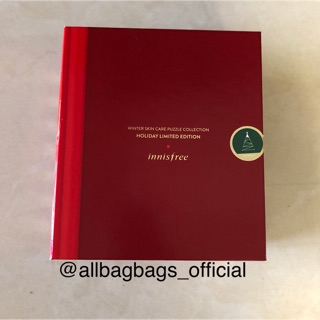 WINTER SKIN CARE PUZZLE COLLECTION
HOLIDAY LIMITED EDITION
innisfree
@allbagbags_official